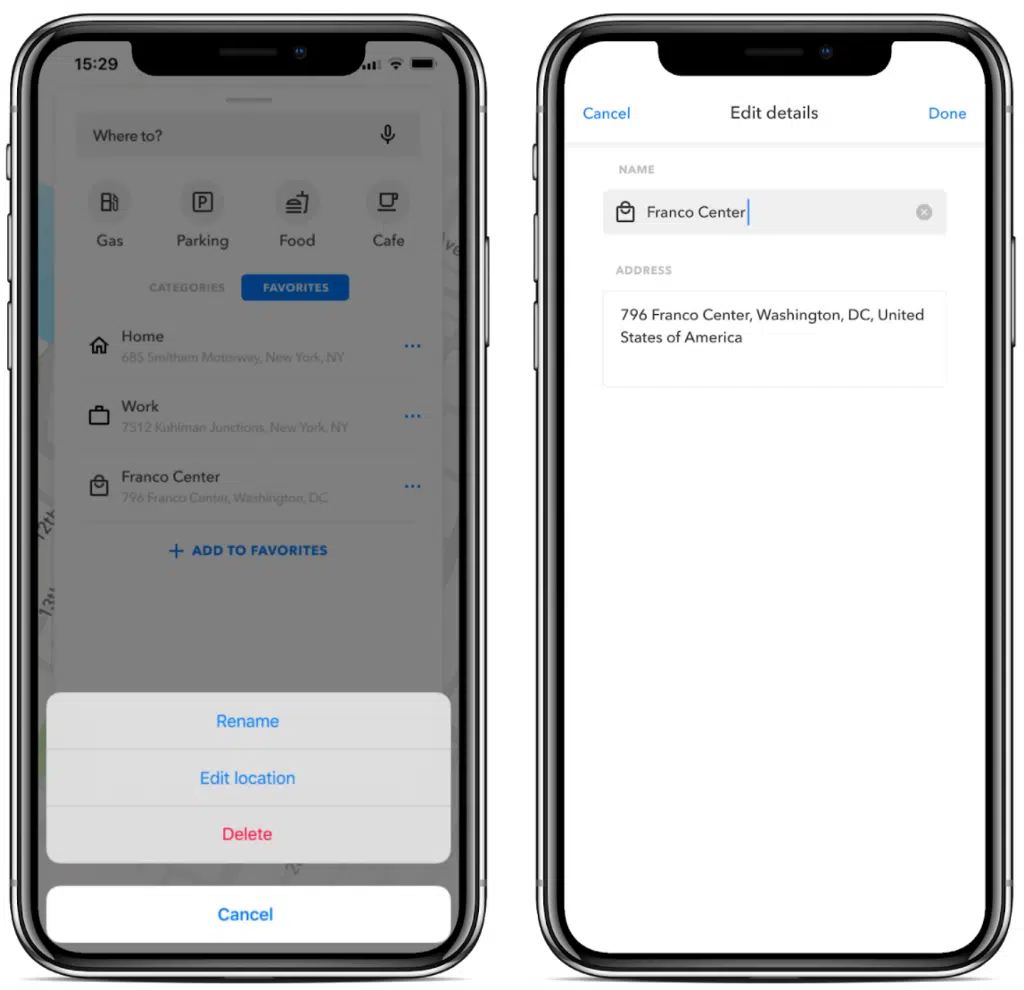 15:29
Where to?
Gas Parking Food Cafe
CATEGORIES FAVORITES
Home
685 Smitham Motorway, New York, NY
Work
7512 Kuhlman Junctions, New York, NY
Franco Center
796 Franco Center, Washington, DC
+ ADD TO FAVORITES
12th
13th
Rename
Edit location
Delete
Cancel
Cancel Edit details Done
NAME
Franco Center
ADDRESS
796 Franco Center, Washington, DC, United
States of America